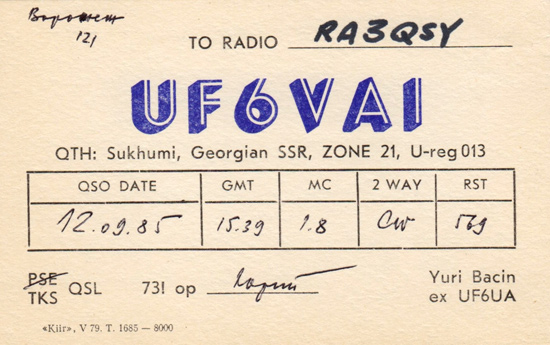 Воронеж
121
TO RADIO RA3QSY
UF6VAI
QTH: Sukhumi, Georgian SSR, ZONE 21, U-reg 013
QSO DATE GMT MC 2 WAY RST
12.09.85 15.39 1.8 CW 569
PSE
TKS QSL 73! op Юрий Yuri Bacin
ex UF6UA
«Kiir», V 79. T. 1685 — 8000